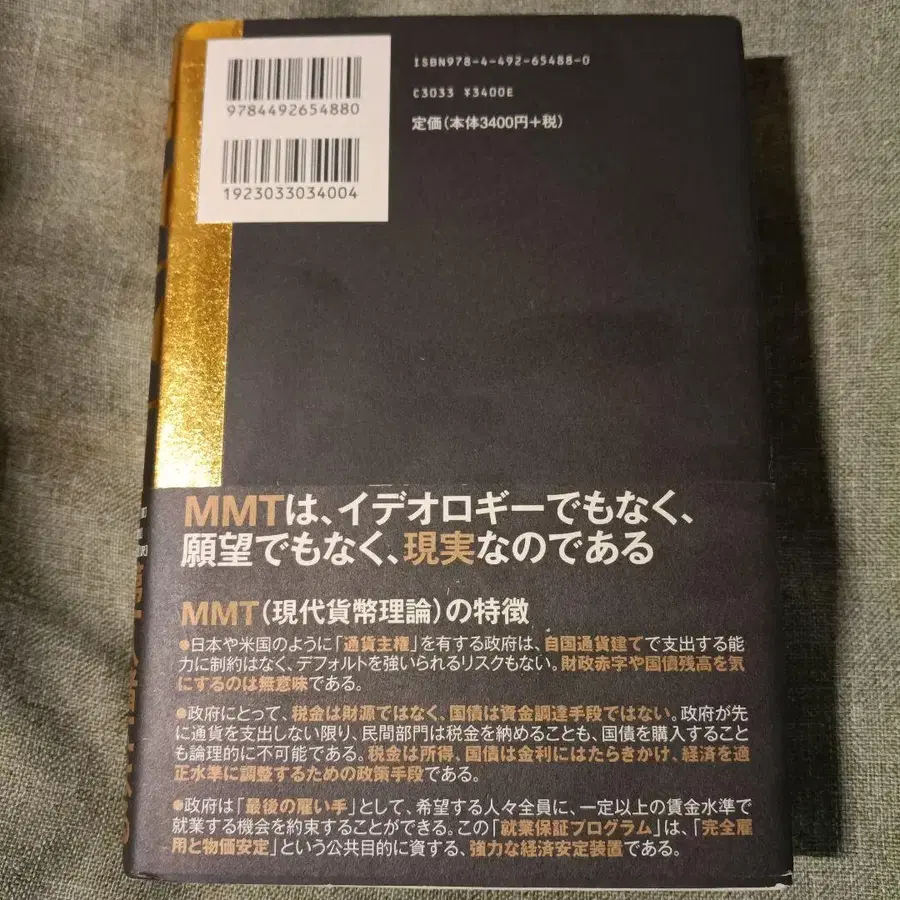 9784492654880
1923033034004
ISBN978-4-492-65488-0
C3033 ¥3400E
定価(本体3400円+税)
MMTは、イデオロギーでもなく、
願望でもなく、現実なのである
MMT(現代貨幣理論)の特徴
●日本や米国のように「通貨主権」を有する政府は、自国通貨建てで支出する能
力に制約はなく、デフォルトを強いられるリスクもない。財政赤字や国債残高を気
にするのは無意味である。
●政府にとって、税金は財源ではなく、国債は資金調達手段ではない。政府が先
に通貨を支出しない限り、民間部門は税金を納めることも、国債を購入すること
も論理的に不可能である。税金は所得、国債は金利にはたらきかけ、経済を適
正水準に調整するための政策手段である。
●政府は「最後の雇い手」として、希望する人々全員に、一定以上の賃金水準で
就業する機会を約束することができる。この「就業保証プログラム」は、「完全雇
用と物価安定」という公共目的に資する、強力な経済安定装置である。